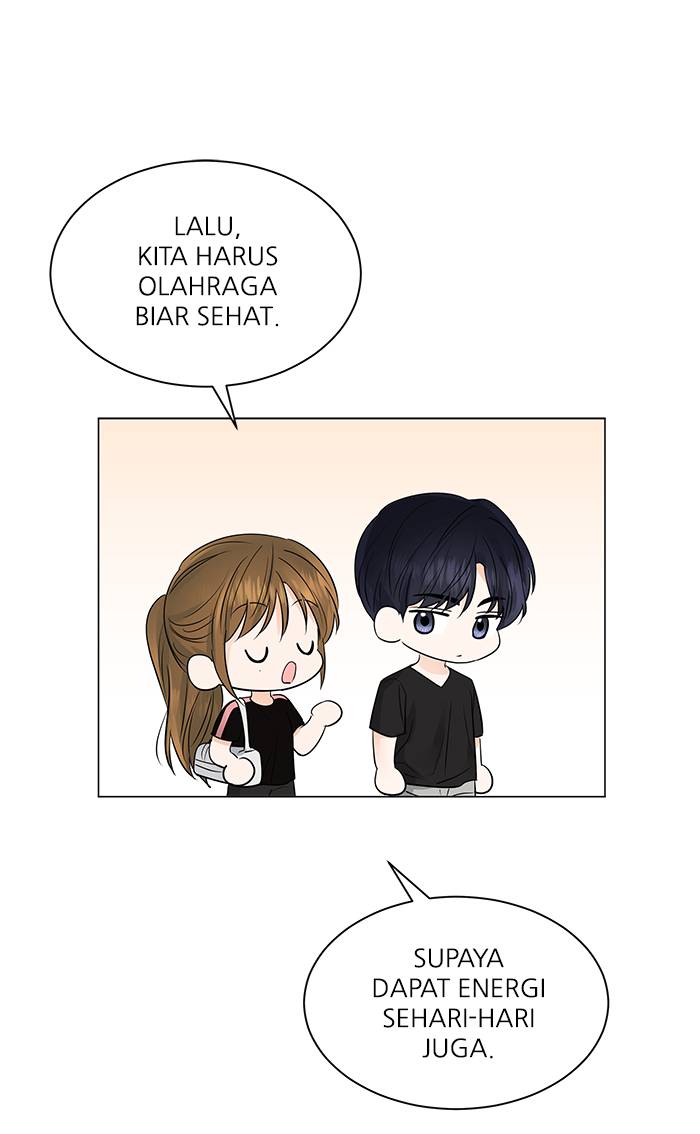 LALU,
KITA HARUS
OLAHRAGA
BIAR SEHAT.
SUPAYA
DAPAT ENERGI
SEHARI-HARI
JUGA.